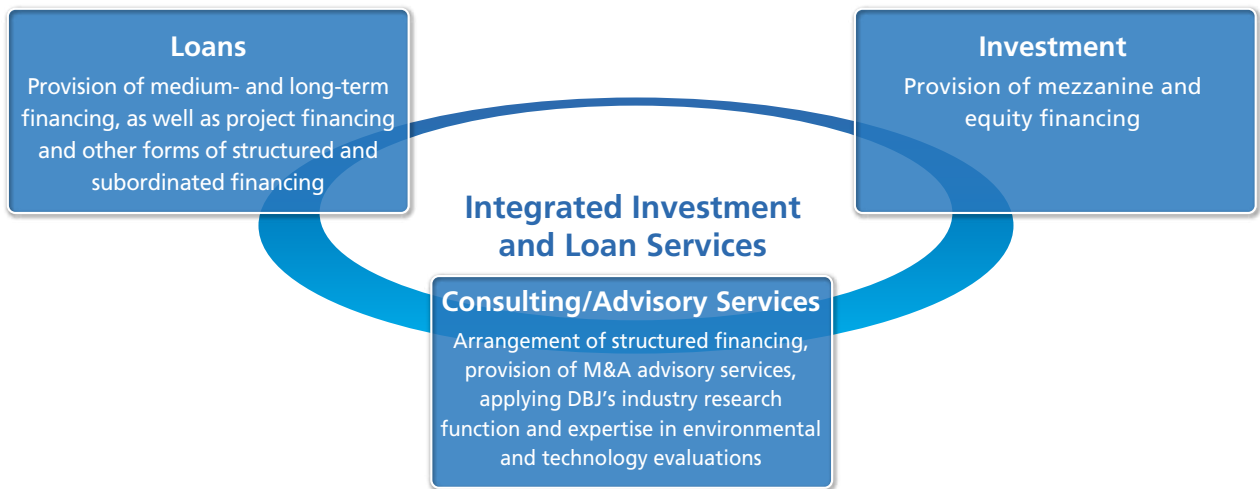 Loans
Provision of medium- and long-term
financing, as well as project financing
and other forms of structured and
subordinated financing
Investment
Provision of mezzanine and
equity financing
Integrated Investment
and Loan Services
Consulting/Advisory Services
Arrangement of structured financing,
provision of M&A advisory services,
applying DBJ’s industry research
function and expertise in environmental
and technology evaluations